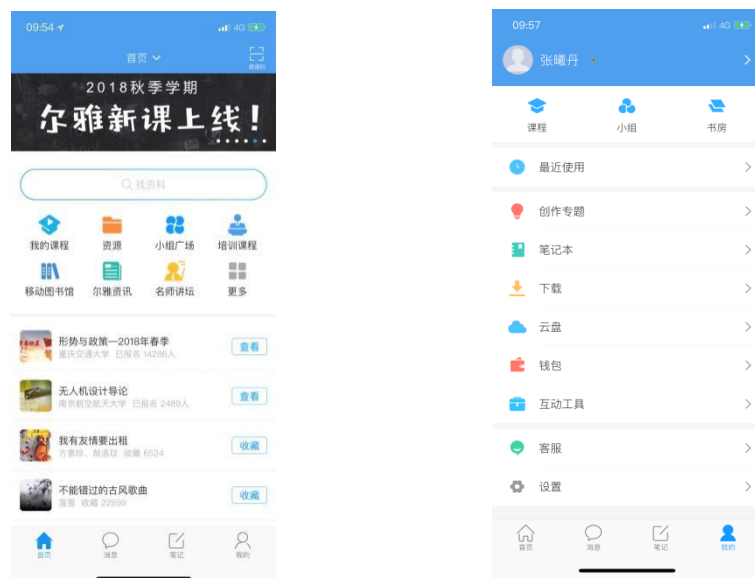 09:54
4G
首页
邀请码
2018秋季学期
尔雅新课上线!
找资料
我的课程 资源 小组广场 培训课程
移动图书馆 尔雅资讯 名师讲坛 更多
形势与政策—2018年春季
重庆交通大学 已报名 14286人
查看
无人机设计导论
南京航空航天大学 已报名 2489人
查看
我有友情要出租
方素珍、郝洛玟 收藏 6524
收藏
不能错过的古风歌曲
落雪 收藏 22899
收藏
首页 消息 笔记 我的
09:57
4G
张曦丹
课程 小组 书房
最近使用
创作专题
笔记本
下载
云盘
钱包
互动工具
客服
设置
首页 消息 笔记 我的